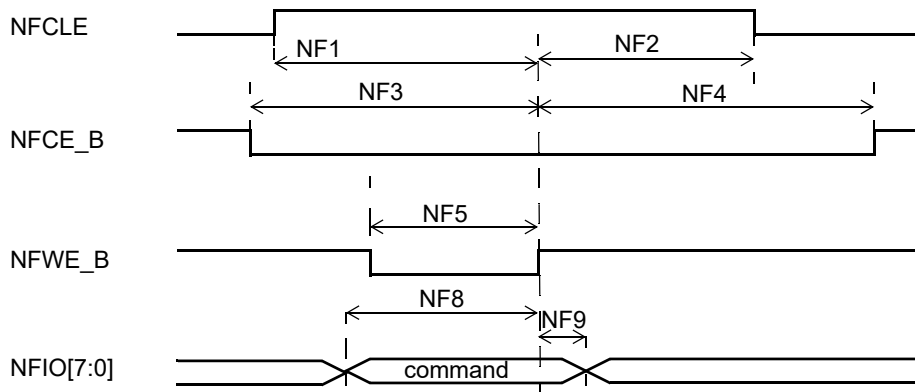 NFCLE
NF1 NF2
NF3 NF4
NFCE_B
NF5
NFWE_B
NF8 NF9
NFIO[7:0] command